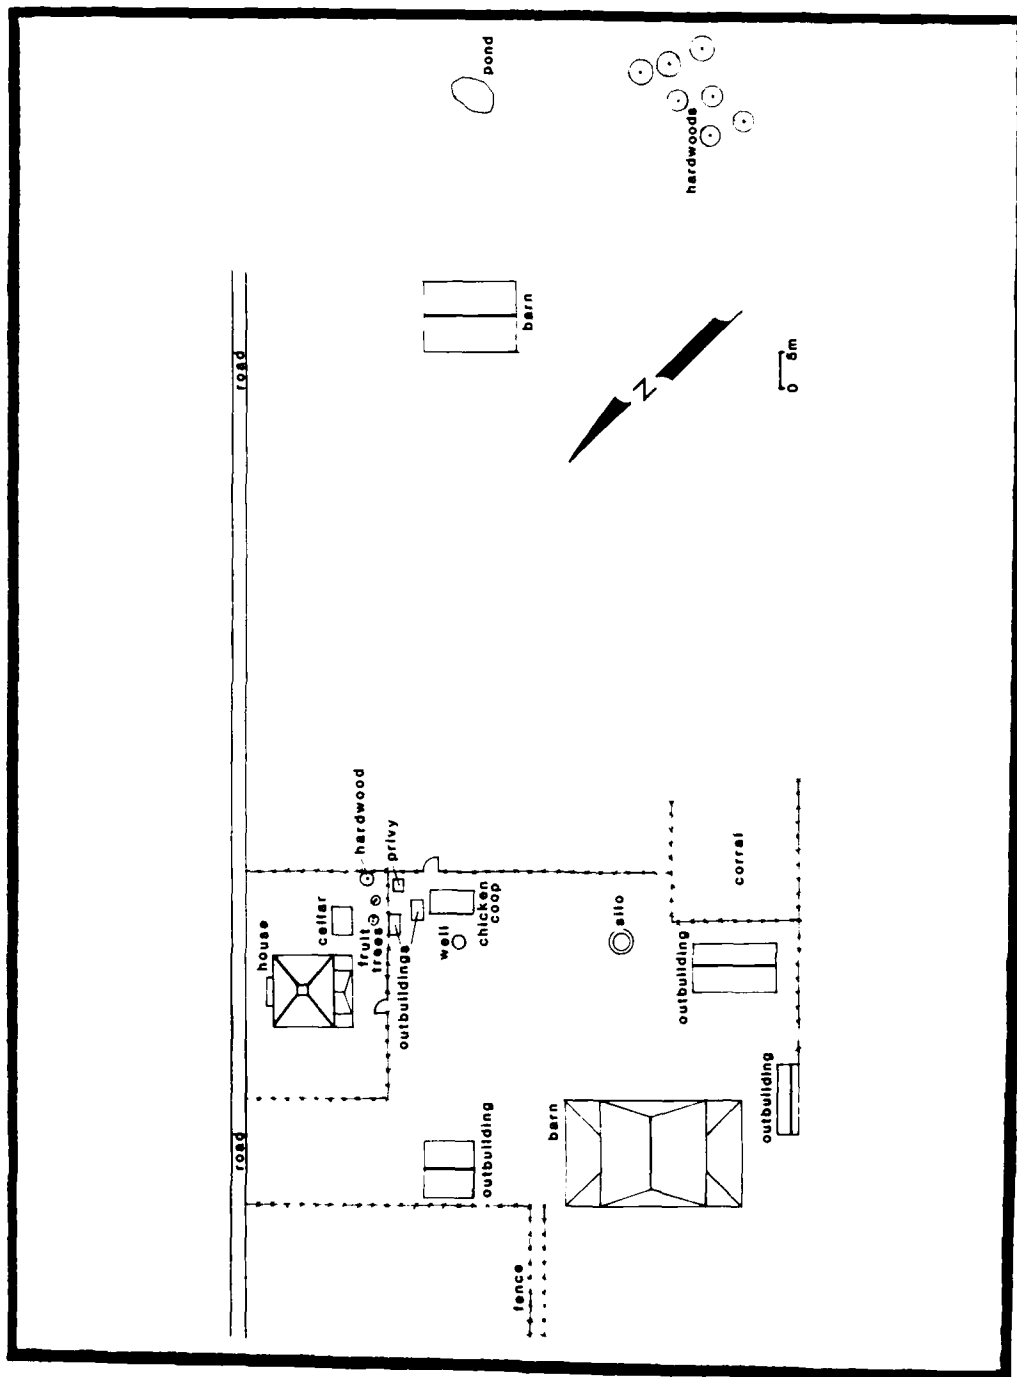 pond
hardwoods
road
barn
N
0 5m
hardwood
privy
house
cellar
fruit
trees
outbuildings
well
chicken
coop
silo
corral
outbuilding
outbuilding
road
outbuilding
barn
fence